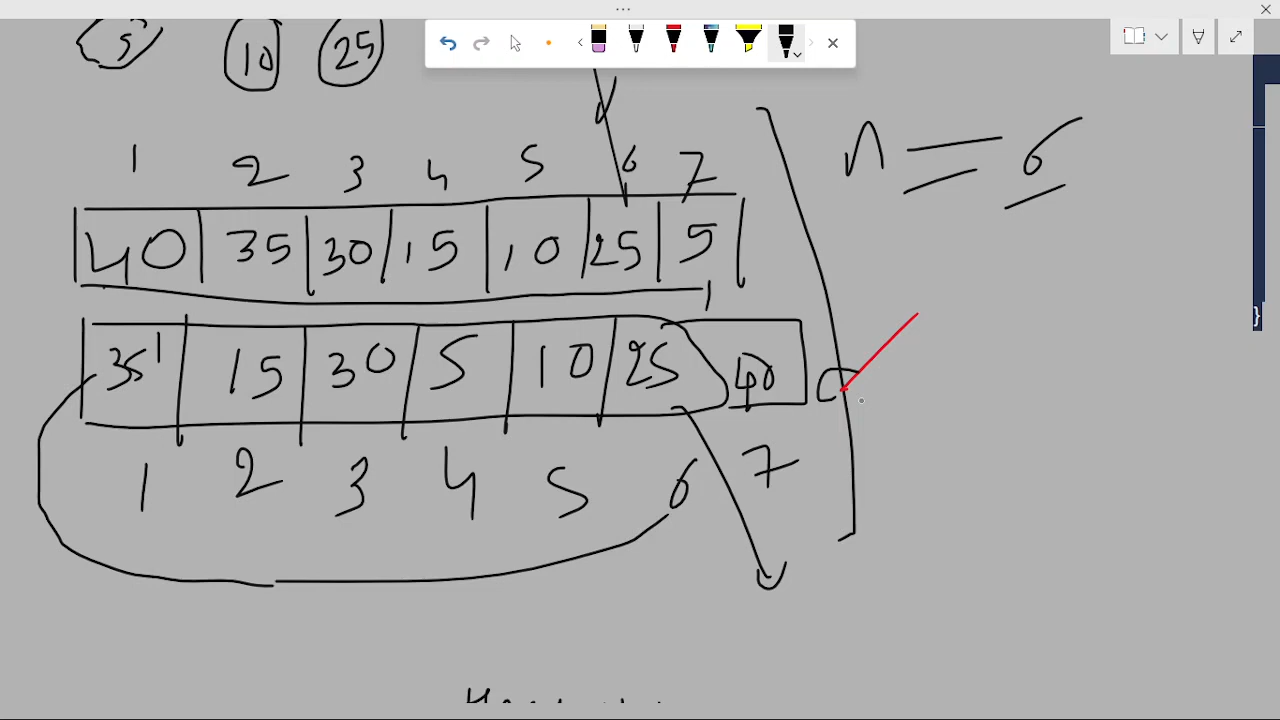 5 10 25
1 2 3 4 5 6 7
n = 6
40 35 30 15 10 25 5
35 15 30 5 10 25 40
1 2 3 4 5 6 7
}